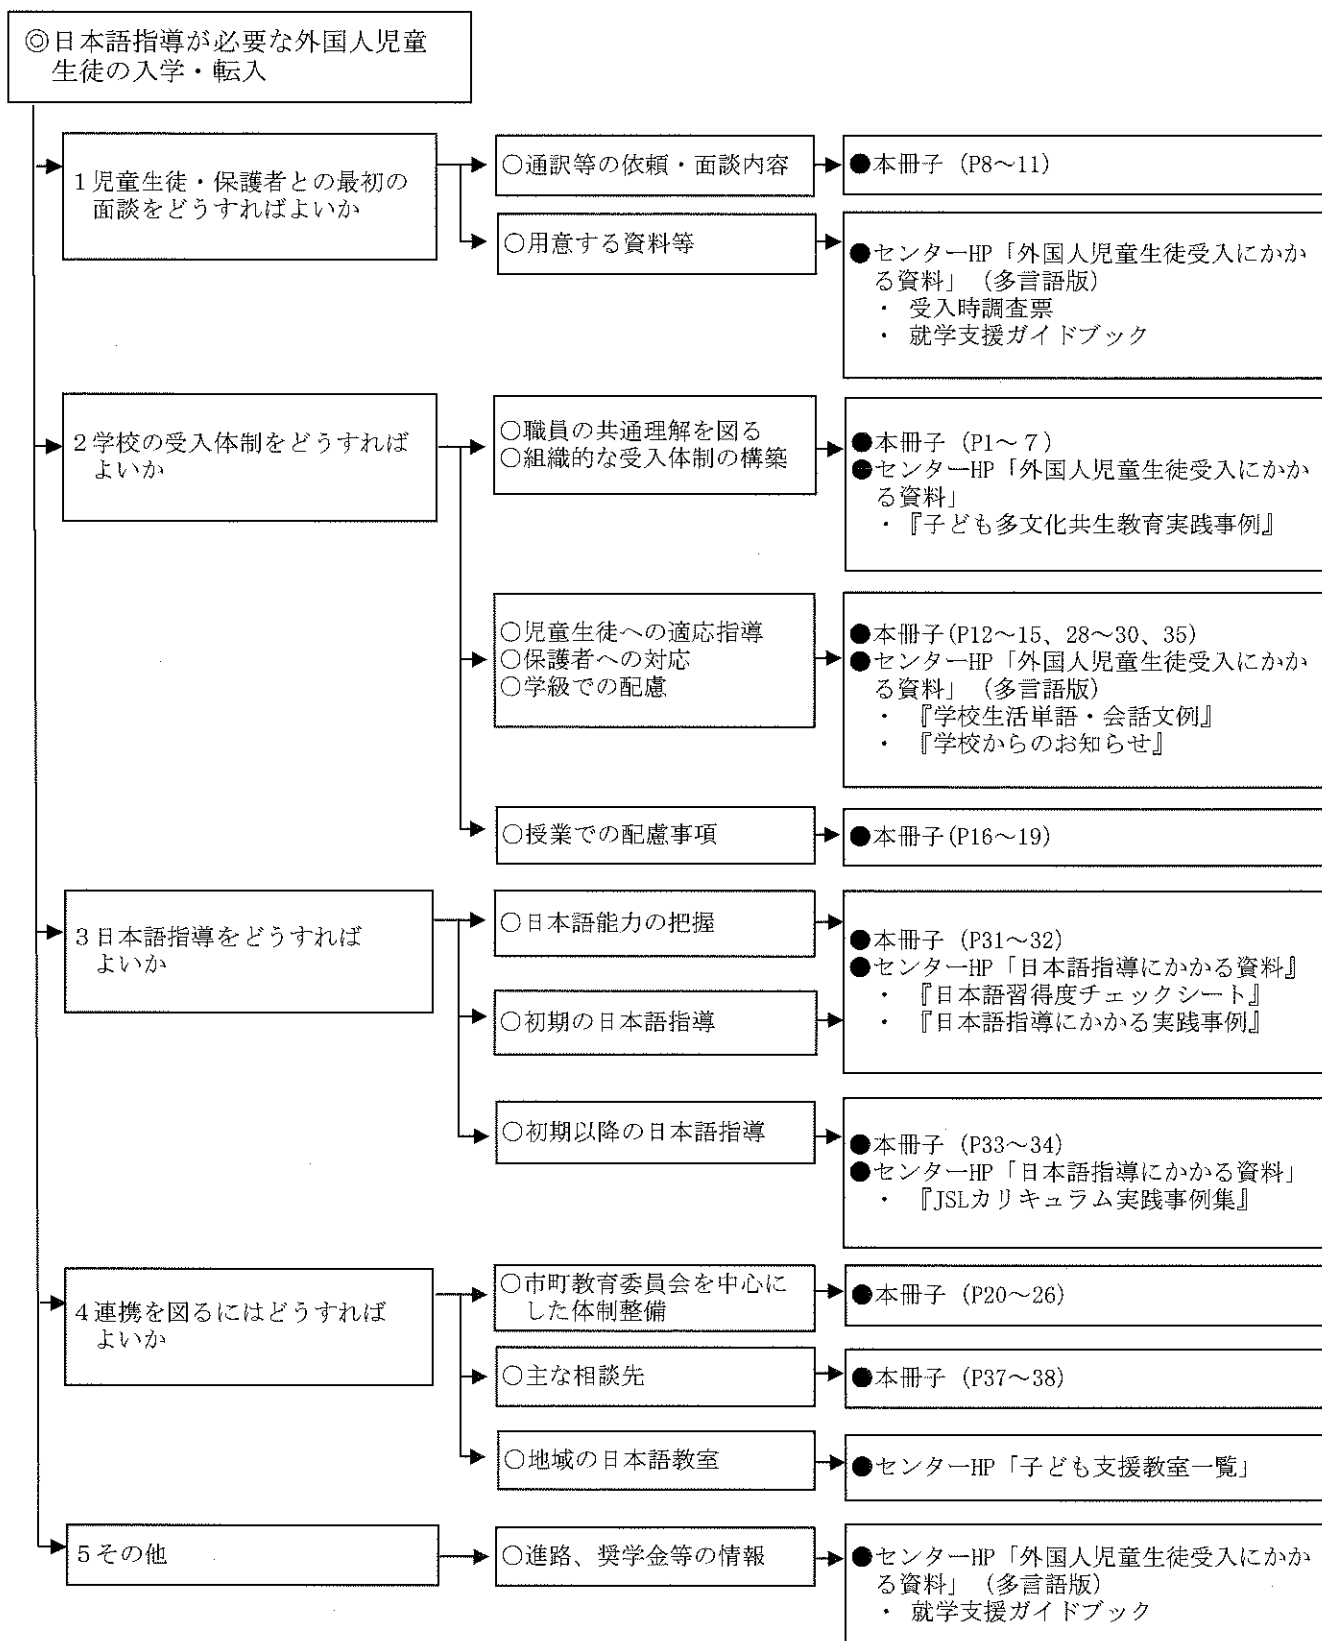 ◎日本語指導が必要な外国人児童
生徒の入学・転入
1児童生徒・保護者との最初の
面談をどうすればよいか
○通訳等の依頼・面談内容
●本冊子（P8～11）
○用意する資料等
●センターHP「外国人児童生徒受入にかか
る資料」（多言語版）
・ 受入時調査票
・ 就学支援ガイドブック
2学校の受入体制をどうすれば
よいか
○職員の共通理解を図る
○組織的な受入体制の構築
●本冊子（P1～７）
●センターHP「外国人児童生徒受入にかか
る資料」
・『子ども多文化共生教育実践事例』
○児童生徒への適応指導
○保護者への対応
○学級での配慮
●本冊子(P12～15、28～30、35)
●センターHP「外国人児童生徒受入にかか
る資料」（多言語版）
・ 『学校生活単語・会話文例』
・ 『学校からのお知らせ』
○授業での配慮事項
●本冊子(P16～19)
3日本語指導をどうすれば
よいか
○日本語能力の把握
○初期の日本語指導
●本冊子（P31～32）
●センターHP「日本語指導にかかる資料』
・ 『日本語習得度チェックシート』
・ 『日本語指導にかかる実践事例』
○初期以降の日本語指導
●本冊子（P33～34）
●センターHP「日本語指導にかかる資料」
・ 『JSLカリキュラム実践事例集』
4連携を図るにはどうすれば
よいか
○市町教育委員会を中心に
した体制整備
●本冊子（P20～26）
○主な相談先
●本冊子（P37～38）
○地域の日本語教室
●センターHP「子ども支援教室一覧」
5その他
○進路、奨学金等の情報
●センターHP「外国人児童生徒受入にかか
る資料」（多言語版）
・ 就学支援ガイドブック